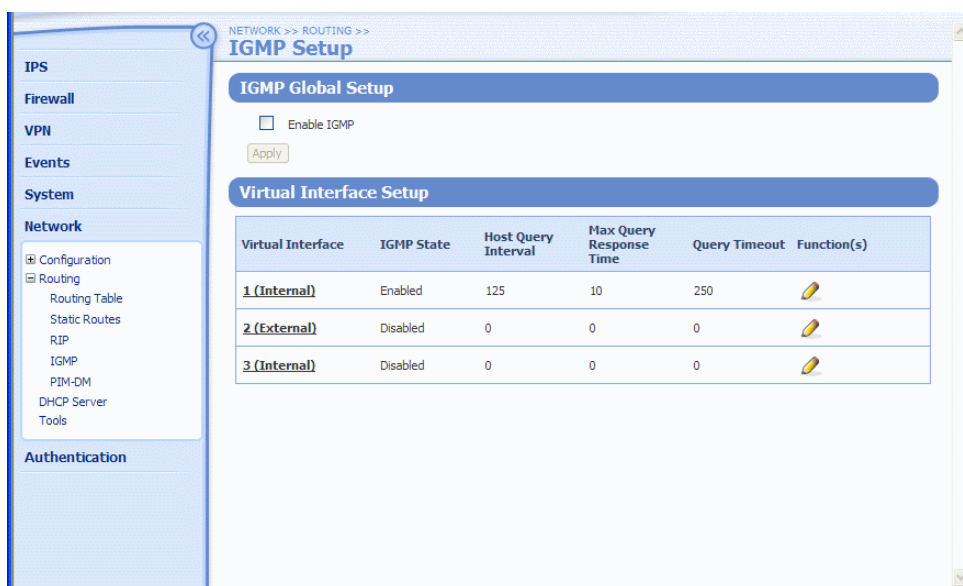 NETWORK >> ROUTING >>
IGMP Setup
IPS
Firewall
VPN
Events
System
Network
Configuration
Routing
Routing Table
Static Routes
RIP
IGMP
PIM-DM
DHCP Server
Tools
Authentication
IGMP Global Setup
Enable IGMP
Apply
Virtual Interface Setup
Virtual Interface IGMP State Host Query Interval Max Query Response Time Query Timeout Function(s)
1 (Internal) Enabled 125 10 250
2 (External) Disabled 0 0 0
3 (Internal) Disabled 0 0 0